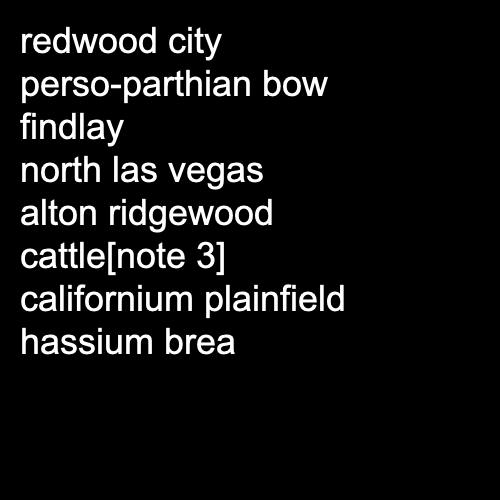 redwood city
perso-parthian bow
findlay
north las vegas
alton ridgewood
cattle[note 3]
californium plainfield
hassium brea